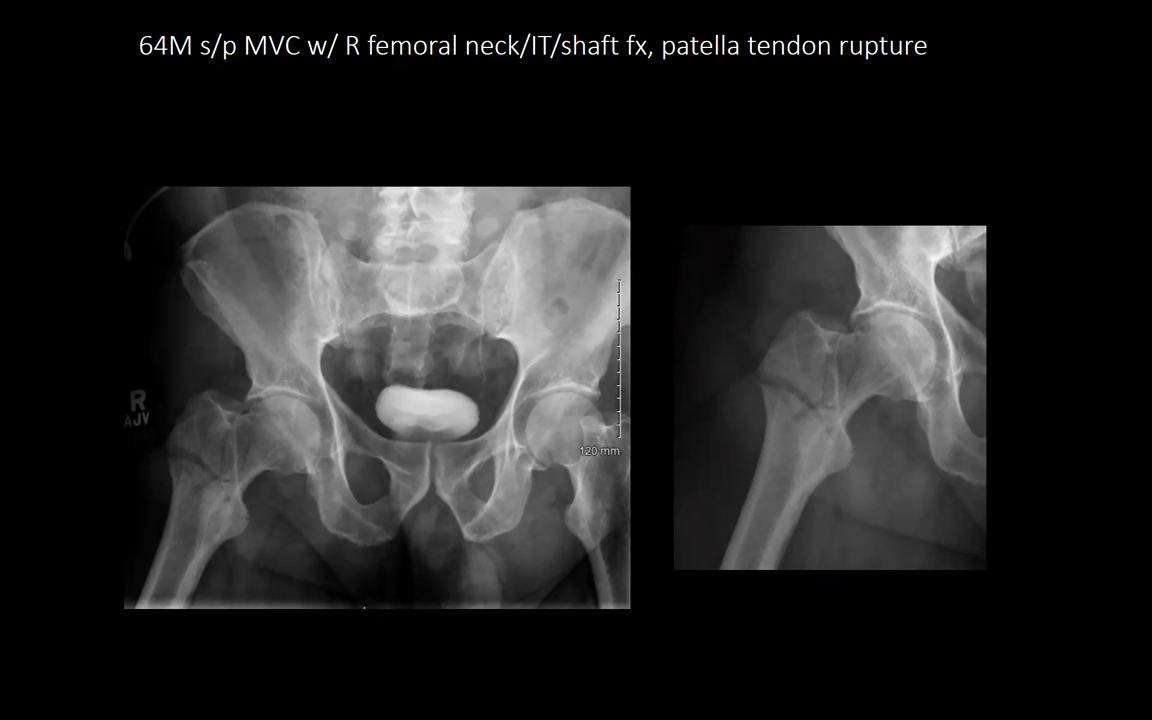 64M s/p MVC w/ R femoral neck/IT/shaft fx, patella tendon rupture
R
AJV
120 mm